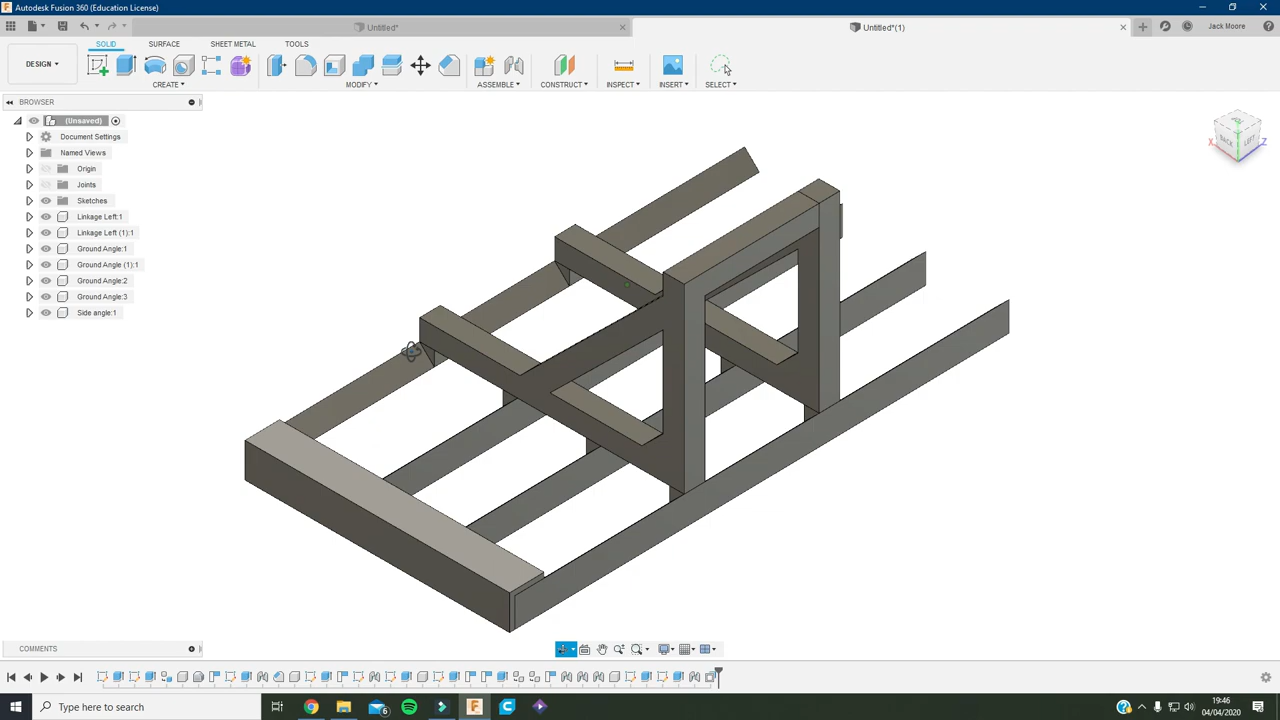 Autodesk Fusion 360 (Education License)
Untitled*
Untitled*(1)
Jack Moore
DESIGN
SOLID SURFACE SHEET METAL TOOLS
CREATE MODIFY ASSEMBLE CONSTRUCT INSPECT INSERT SELECT
BROWSER
(Unsaved)
Document Settings
Named Views
Origin
Joints
Sketches
Linkage Left:1
Linkage Left (1):1
Ground Angle:1
Ground Angle (1):1
Ground Angle:2
Ground Angle:3
Side angle:1
BACK LEFT
X Z
COMMENTS
Type here to search
6
19:46
04/04/2020